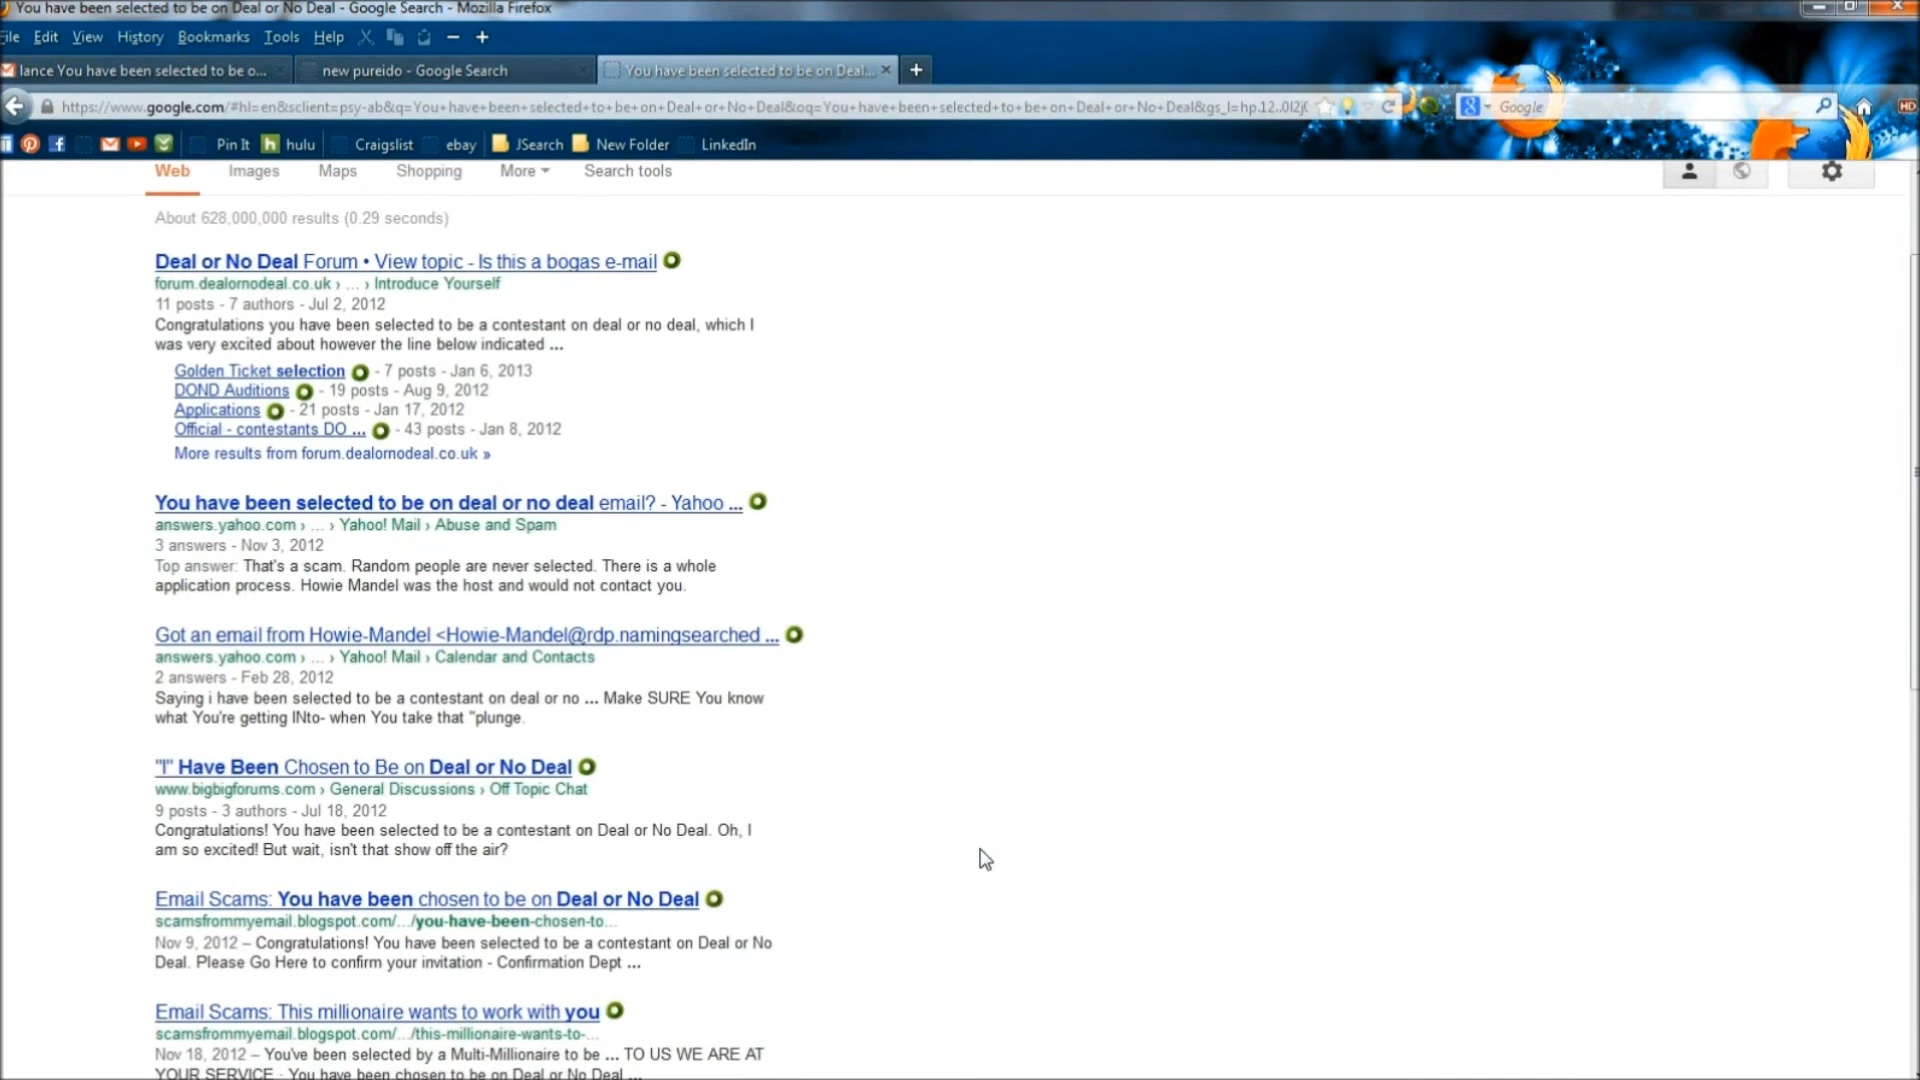 You have been selected to be on Deal or No Deal - Google Search - Mozilla Firefox
File Edit View History Bookmarks Tools Help
lance You have been selected to be o...
new pureido - Google Search
You have been selected to be on Deal...
https://www.google.com/#hl=en&sclient=psy-ab&q=You+have+been+selected+to+be+on+Deal+or+No+Deal&oq=You+have+been+selected+to+be+on+Deal+or+No+Deal&gs_l=hp.12..0l2j0
Google
HD
Pin It hulu Craigslist ebay JSearch New Folder LinkedIn
Web Images Maps Shopping More Search tools
About 628,000,000 results (0.29 seconds)
Deal or No Deal Forum • View topic - Is this a bogas e-mail
forum.dealornodeal.co.uk › ... › Introduce Yourself
11 posts - 7 authors - Jul 2, 2012
Congratulations you have been selected to be a contestant on deal or no deal, which I
was very excited about however the line below indicated ...
Golden Ticket selection - 7 posts - Jan 6, 2013
DOND Auditions - 19 posts - Aug 9, 2012
Applications - 21 posts - Jan 17, 2012
Official - contestants DO ... - 43 posts - Jan 8, 2012
More results from forum.dealornodeal.co.uk »
You have been selected to be on deal or no deal email? - Yahoo ...
answers.yahoo.com › ... › Yahoo! Mail › Abuse and Spam
3 answers - Nov 3, 2012
Top answer: That's a scam. Random people are never selected. There is a whole
application process. Howie Mandel was the host and would not contact you.
Got an email from Howie-Mandel <Howie-Mandel@rdp.namingsearched ...
answers.yahoo.com › ... › Yahoo! Mail › Calendar and Contacts
2 answers - Feb 28, 2012
Saying i have been selected to be a contestant on deal or no ... Make SURE You know
what You're getting INto- when You take that "plunge.
"I" Have Been Chosen to Be on Deal or No Deal
www.bigbigforums.com › General Discussions › Off Topic Chat
9 posts - 3 authors - Jul 18, 2012
Congratulations! You have been selected to be a contestant on Deal or No Deal. Oh, I
am so excited! But wait, isn't that show off the air?
Email Scams: You have been chosen to be on Deal or No Deal
scamsfrommyemail.blogspot.com/.../you-have-been-chosen-to...
Nov 9, 2012 – Congratulations! You have been selected to be a contestant on Deal or No
Deal. Please Go Here to confirm your invitation - Confirmation Dept ...
Email Scams: This millionaire wants to work with you
scamsfrommyemail.blogspot.com/.../this-millionaire-wants-to-...
Nov 18, 2012 – You've been selected by a Multi-Millionaire to be ... TO US WE ARE AT
YOUR SERVICE · You have been chosen to be on Deal or No Deal ...